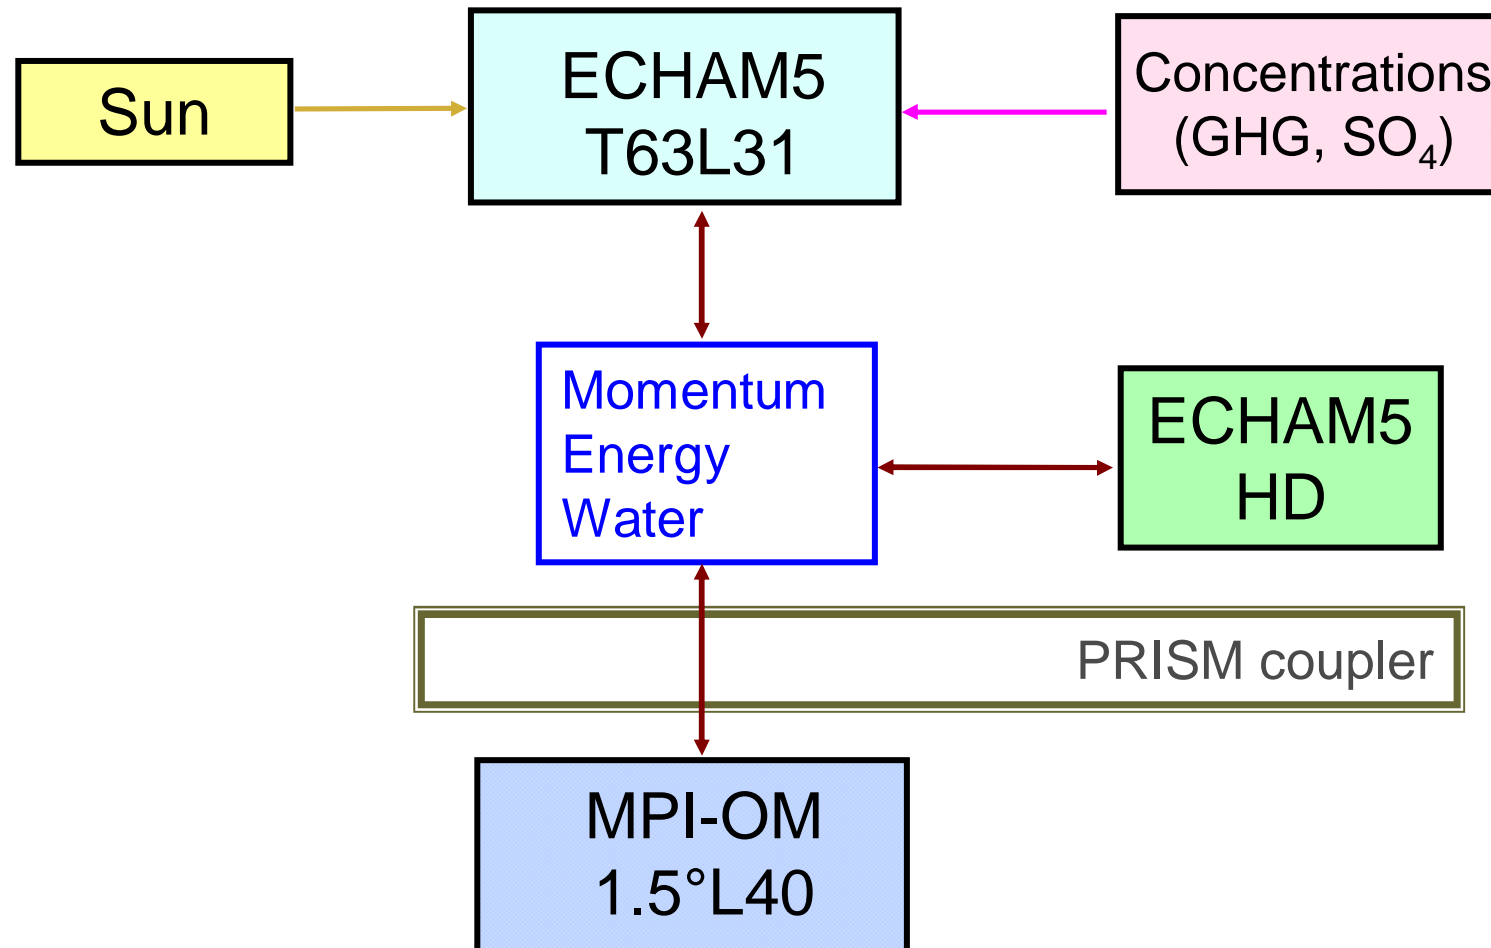 Sun
ECHAM5
T63L31
Concentrations
(GHG, SO₄)
Momentum
Energy
Water
ECHAM5
HD
PRISM coupler
MPI-OM
1.5°L40